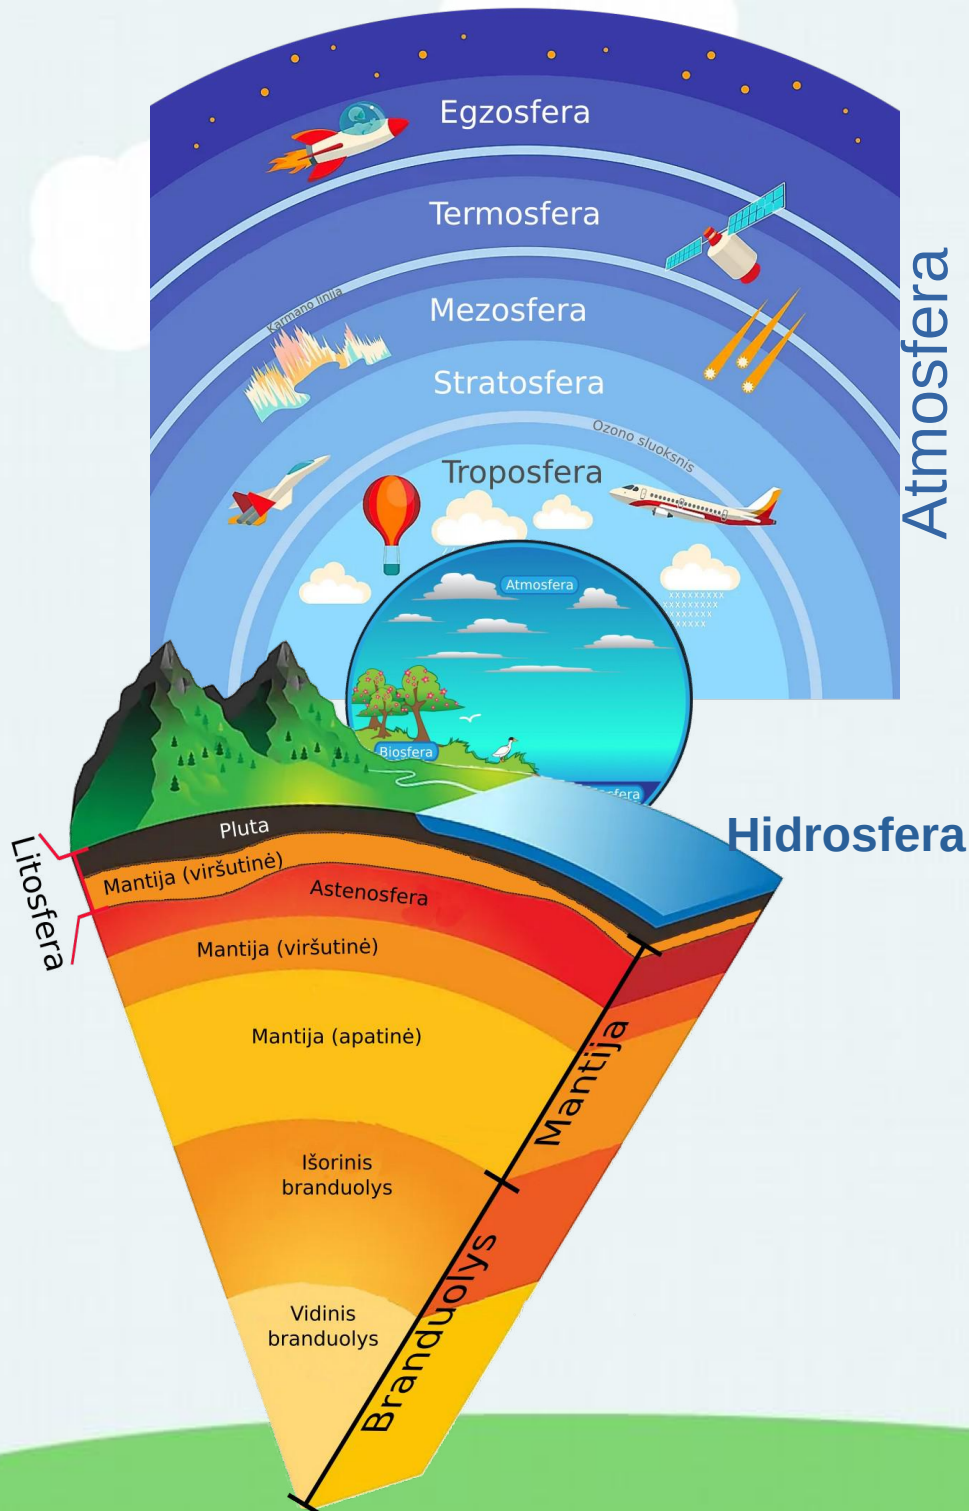 Egzosfera
Termosfera
Karmano linija
Mezosfera
Stratosfera
Ozono sluoksnis
Troposfera
Atmosfera
Atmosfera
Biosfera
Hidrosfera
Pluta
Litosfera
Mantija (viršutinė)
Astenosfera
Mantija (viršutinė)
Mantija (apatinė)
Mantija
Išorinis
branduolys
Branduolys
Vidinis
branduolys